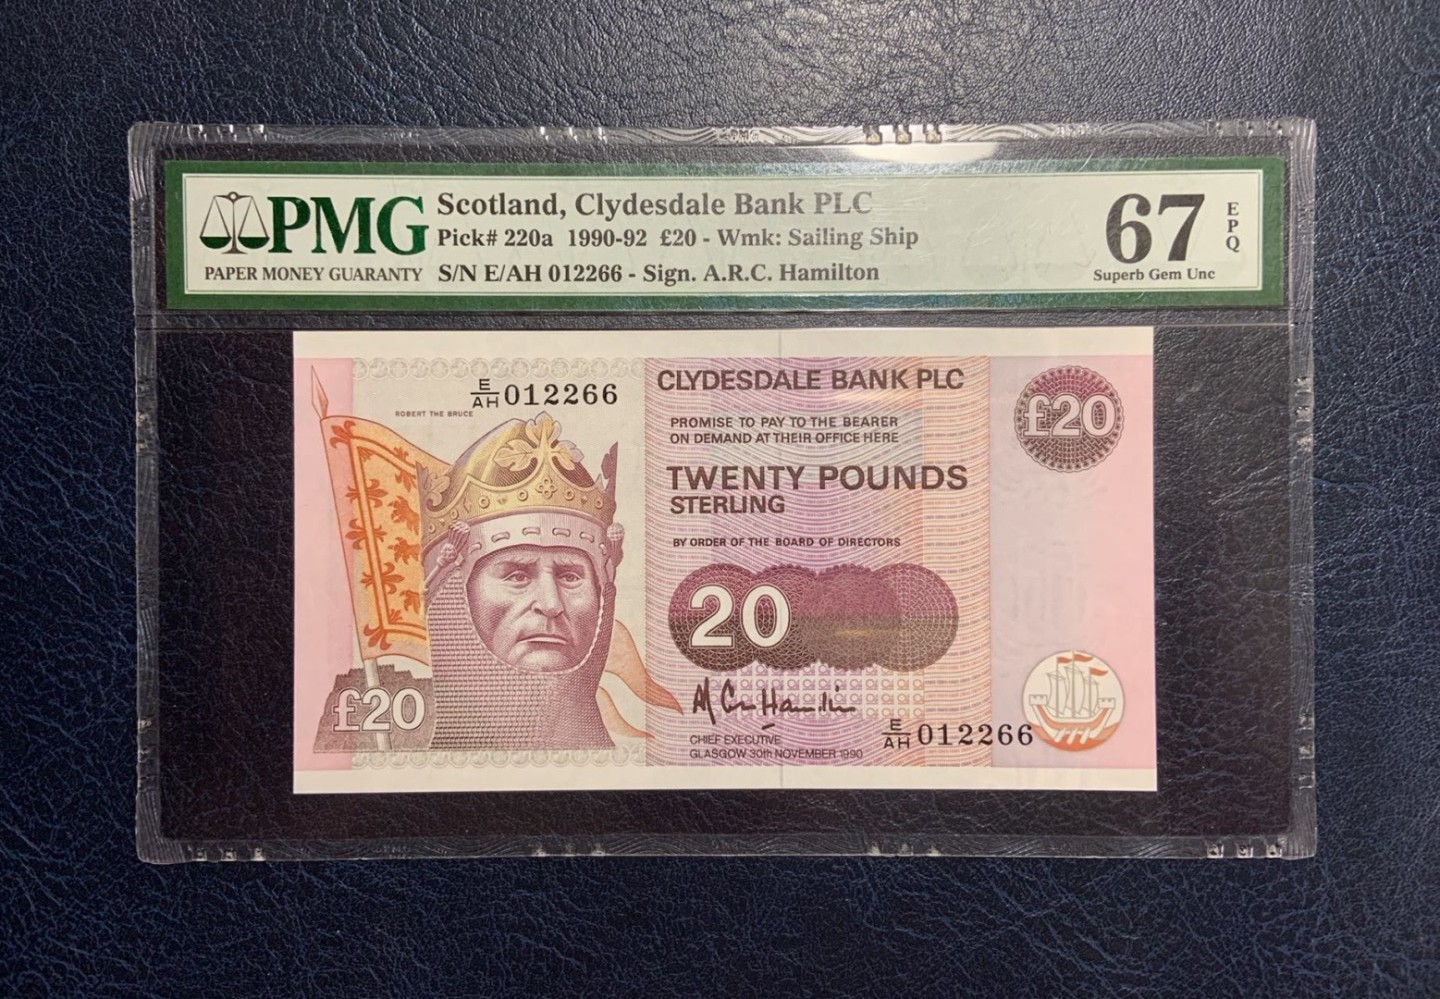 PMG
PAPER MONEY GUARANTY
Scotland, Clydesdale Bank PLC
Pick# 220a 1990-92 £20 - Wmk: Sailing Ship
S/N E/AH 012266 - Sign. A.R.C. Hamilton
67
EPQ
Superb Gem Unc
E/AH 012266
ROBERT THE BRUCE
CLYDESDALE BANK PLC
£20
PROMISE TO PAY TO THE BEARER
ON DEMAND AT THEIR OFFICE HERE
TWENTY POUNDS
STERLING
BY ORDER OF THE BOARD OF DIRECTORS
20
£20
CHIEF EXECUTIVE
GLASGOW 30th NOVEMBER 1990
E/AH 012266